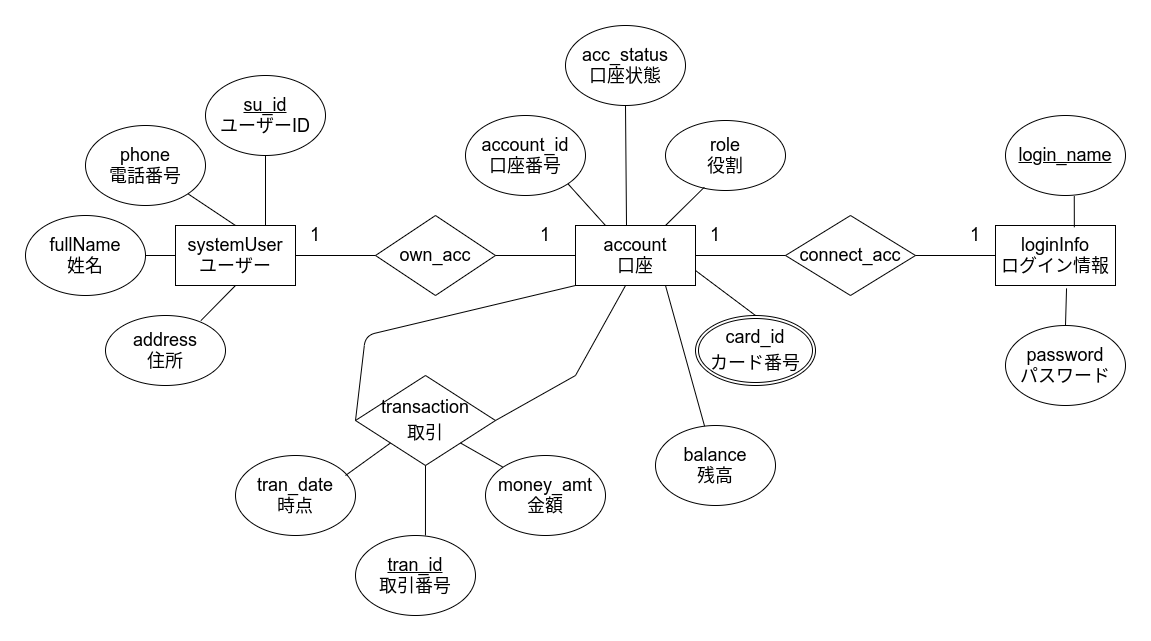 acc_status
口座状態
su_id
ユーザーID
phone
電話番号
account_id
口座番号
role
役割
login_name
fullName
姓名
systemUser
ユーザー
1
own_acc
1
account
口座
1
connect_acc
1
loginInfo
ログイン情報
address
住所
card_id
カード番号
password
パスワード
transaction
取引
balance
残高
tran_date
時点
money_amt
金額
tran_id
取引番号